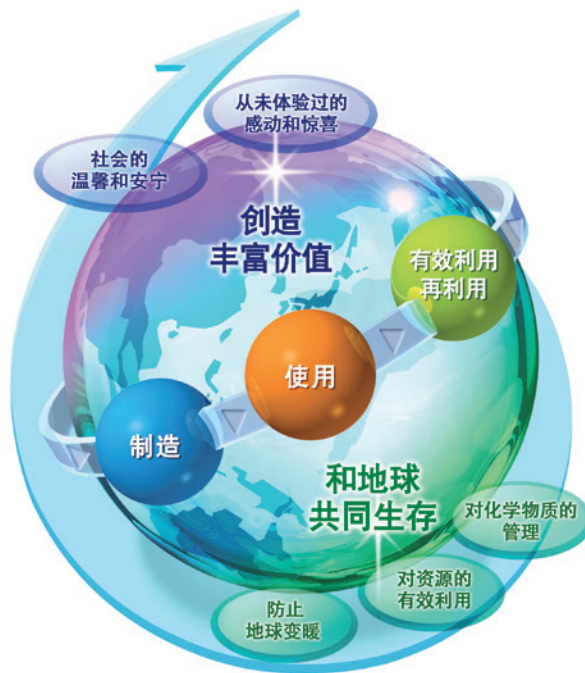 从未体验过的
感动和惊喜
社会的
温馨和安宁
创造
丰富价值
有效利用
再利用
使用
制造
和地球
共同生存
对化学物质的
管理
对资源的
有效利用
防止
地球变暖